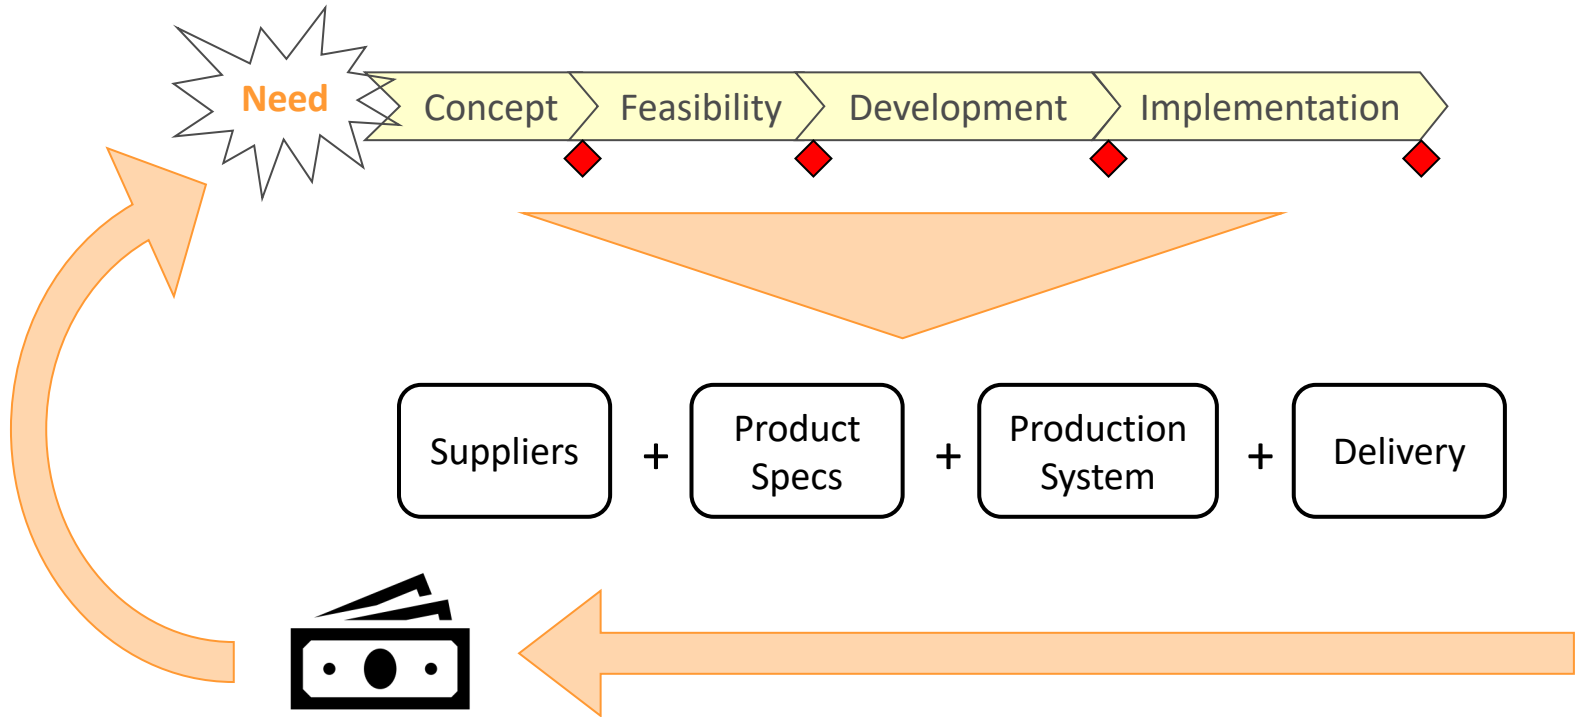 Need
Concept
Feasibility
Development
Implementation
Suppliers
+
Product
Specs
+
Production
System
+
Delivery